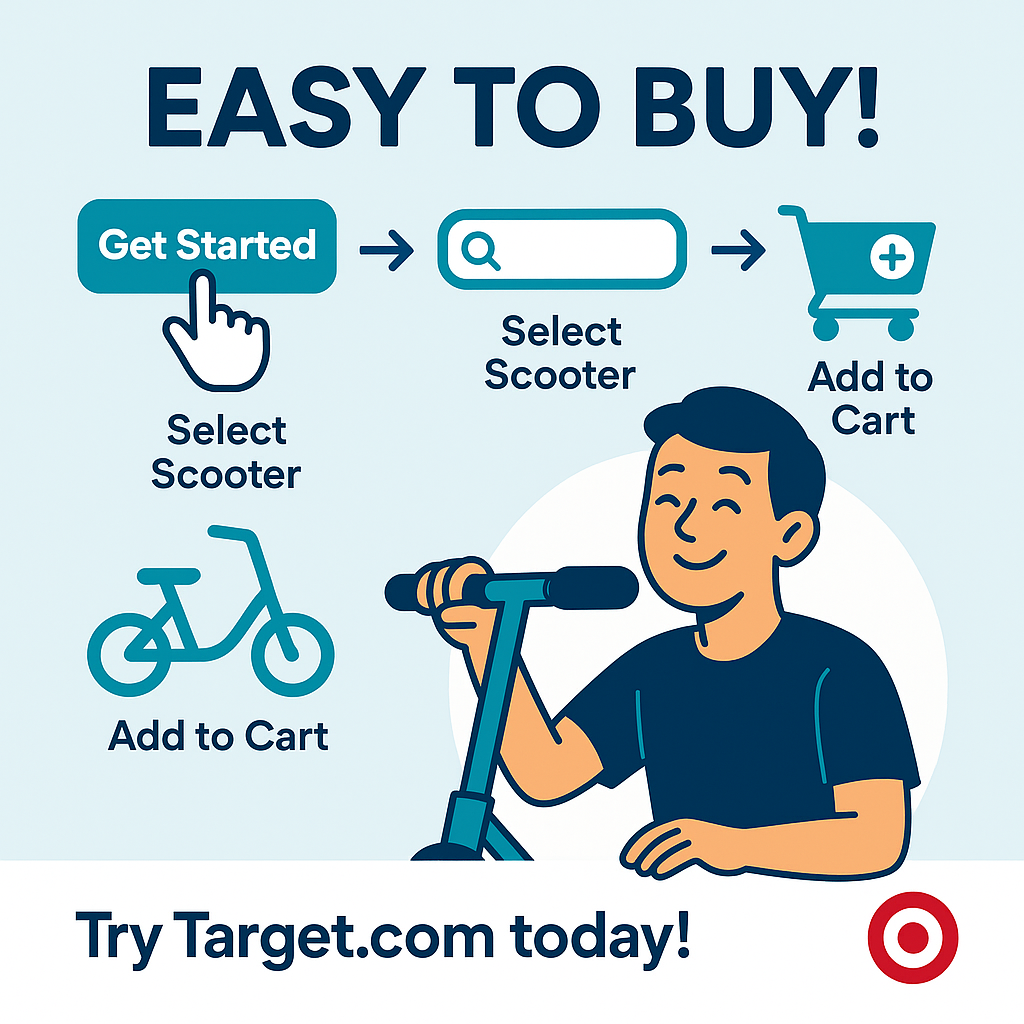 EASY TO BUY!
Get Started
Select
Scooter
Select
Scooter
Add to
Cart
Add to Cart
Try Target.com today!